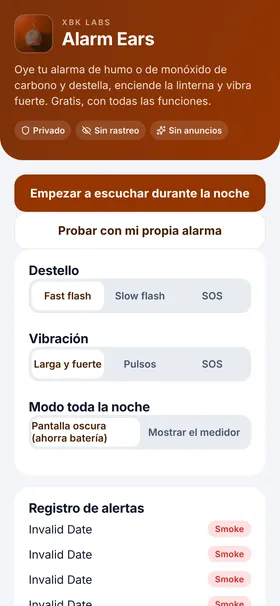 XBK LABS
Alarm Ears
Oye tu alarma de humo o de monóxido de
carbono y destella, enciende la linterna y vibra
fuerte. Gratis, con todas las funciones.
Privado
Sin rastreo
Sin anuncios
Empezar a escuchar durante la noche
Probar con mi propia alarma
Destello
Fast flash
Slow flash
SOS
Vibración
Larga y fuerte
Pulsos
SOS
Modo toda la noche
Pantalla oscura
(ahorra batería)
Mostrar el medidor
Registro de alertas
Invalid Date
Smoke
Invalid Date
Smoke
Invalid Date
Smoke
Invalid Date
Smoke